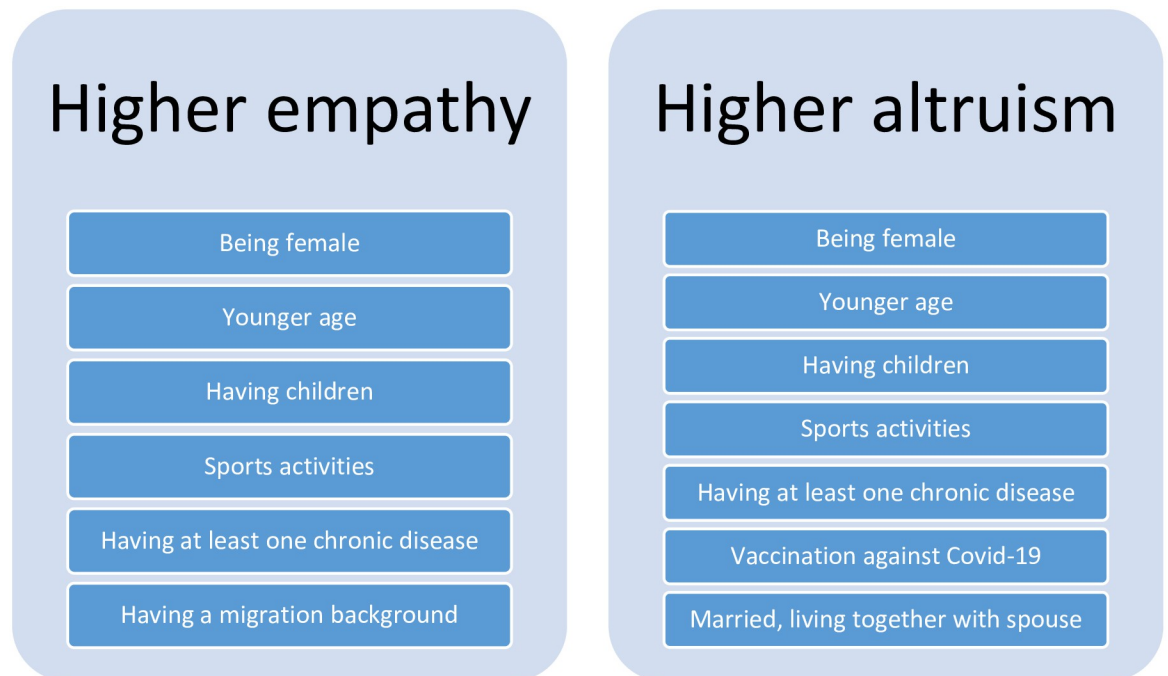 Higher empathy
Being female
Younger age
Having children
Sports activities
Having at least one chronic disease
Having a migration background
Higher altruism
Being female
Younger age
Having children
Sports activities
Having at least one chronic disease
Vaccination against Covid-19
Married, living together with spouse